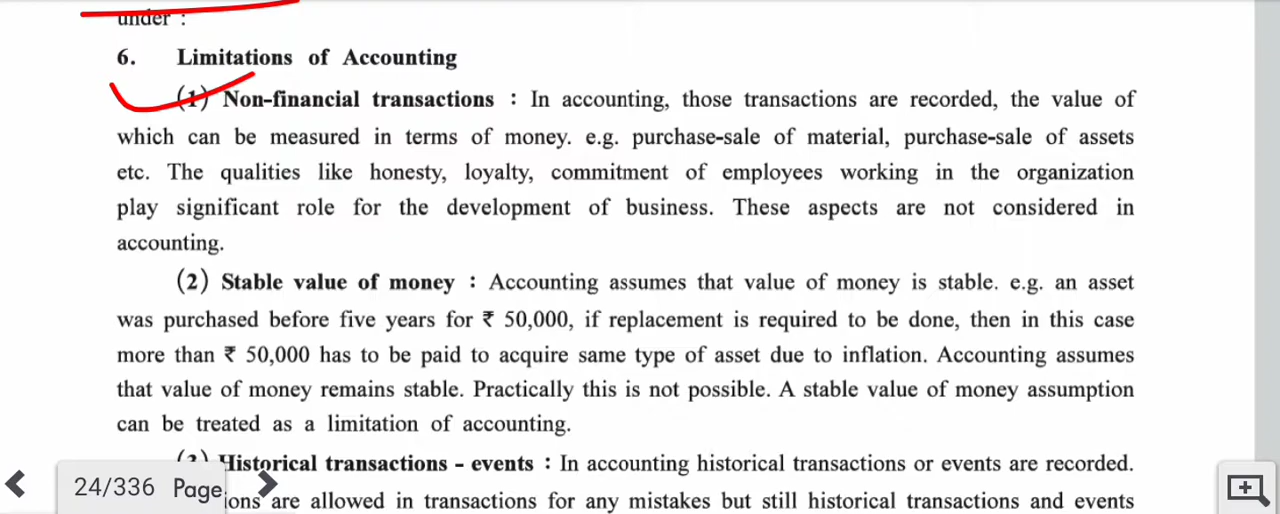 under :
6. Limitations of Accounting
(1) Non-financial transactions : In accounting, those transactions are recorded, the value of
which can be measured in terms of money. e.g. purchase-sale of material, purchase-sale of assets
etc. The qualities like honesty, loyalty, commitment of employees working in the organization
play significant role for the development of business. These aspects are not considered in
accounting.
(2) Stable value of money : Accounting assumes that value of money is stable. e.g. an asset
was purchased before five years for ₹ 50,000, if replacement is required to be done, then in this case
more than ₹ 50,000 has to be paid to acquire same type of asset due to inflation. Accounting assumes
that value of money remains stable. Practically this is not possible. A stable value of money assumption
can be treated as a limitation of accounting.
(3) Historical transactions - events : In accounting historical transactions or events are recorded.
ions are allowed in transactions for any mistakes but still historical transactions and events
24/336 Page